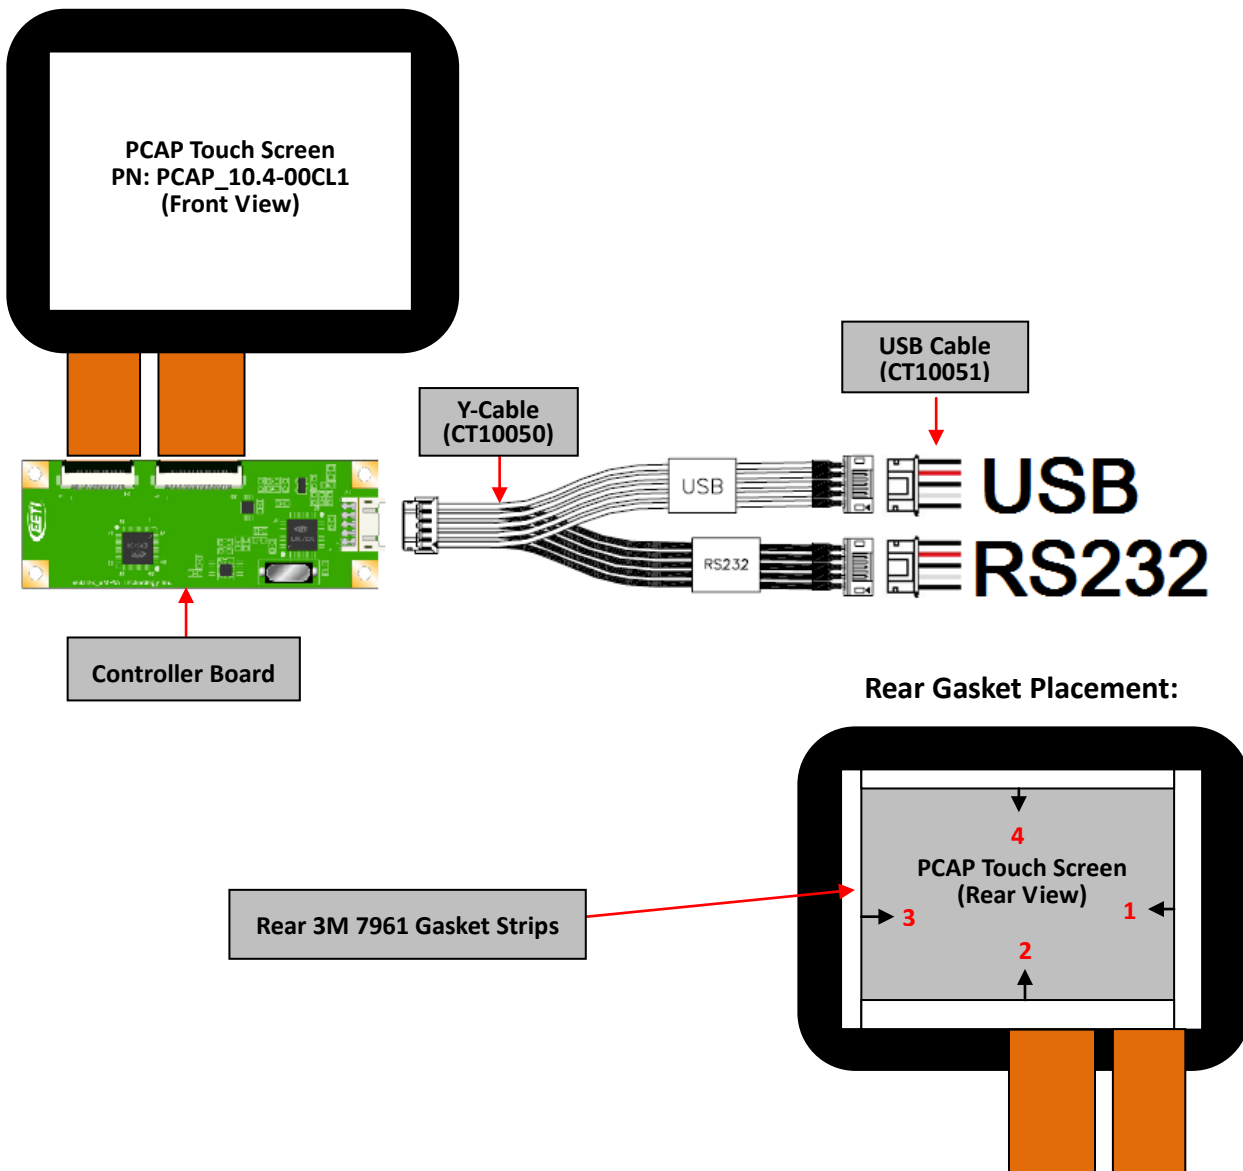 PCAP Touch Screen
PN: PCAP_10.4-00CL1
(Front View)
USB Cable
(CT10051)
Y-Cable
(CT10050)
USB
USB
RS232
RS232
EETI
Controller Board
Rear Gasket Placement:
4
PCAP Touch Screen
(Rear View)
3
1
2
Rear 3M 7961 Gasket Strips